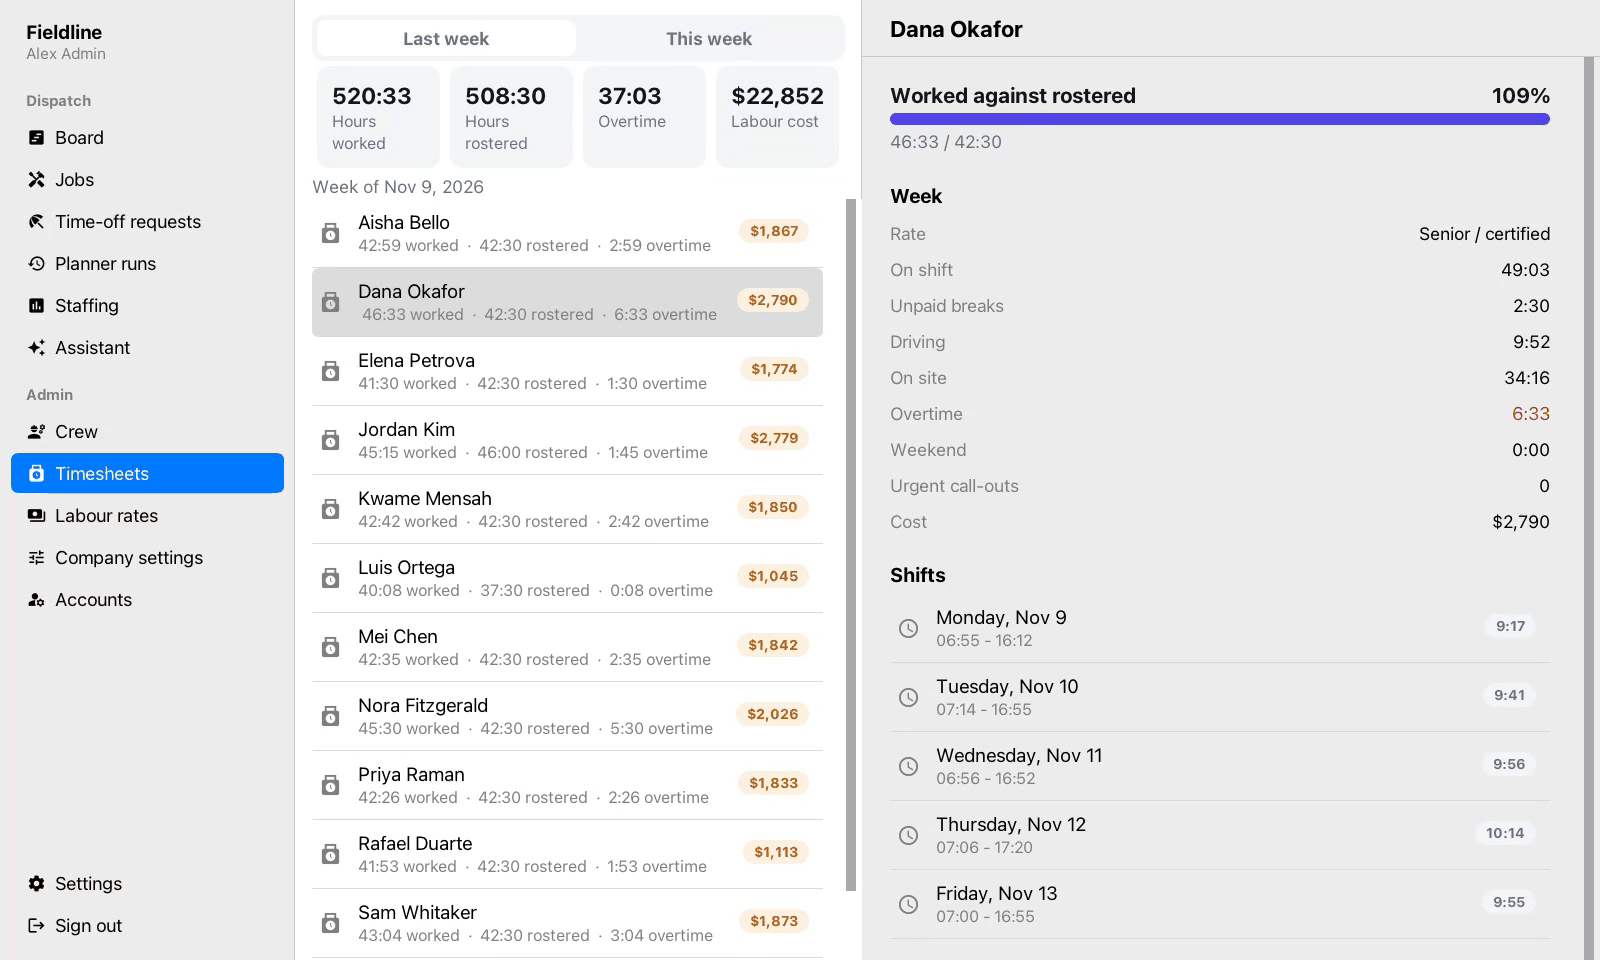 Fieldline
Alex Admin
Dispatch
Board
Jobs
Time-off requests
Planner runs
Staffing
Assistant
Admin
Crew
Timesheets
Labour rates
Company settings
Accounts
Settings
Sign out
Last week
This week
520:33
Hours
worked
508:30
Hours
rostered
37:03
Overtime
$22,852
Labour cost
Week of Nov 9, 2026
Aisha Bello
42:59 worked · 42:30 rostered · 2:59 overtime
$1,867
Dana Okafor
46:33 worked · 42:30 rostered · 6:33 overtime
$2,790
Elena Petrova
41:30 worked · 42:30 rostered · 1:30 overtime
$1,774
Jordan Kim
45:15 worked · 46:00 rostered · 1:45 overtime
$2,779
Kwame Mensah
42:42 worked · 42:30 rostered · 2:42 overtime
$1,850
Luis Ortega
40:08 worked · 37:30 rostered · 0:08 overtime
$1,045
Mei Chen
42:35 worked · 42:30 rostered · 2:35 overtime
$1,842
Nora Fitzgerald
45:30 worked · 42:30 rostered · 5:30 overtime
$2,026
Priya Raman
42:26 worked · 42:30 rostered · 2:26 overtime
$1,833
Rafael Duarte
41:53 worked · 42:30 rostered · 1:53 overtime
$1,113
Sam Whitaker
43:04 worked · 42:30 rostered · 3:04 overtime
$1,873
Dana Okafor
Worked against rostered 109%
46:33 / 42:30
Week
Rate Senior / certified
On shift 49:03
Unpaid breaks 2:30
Driving 9:52
On site 34:16
Overtime 6:33
Weekend 0:00
Urgent call-outs 0
Cost $2,790
Shifts
Monday, Nov 9
06:55 - 16:12
9:17
Tuesday, Nov 10
07:14 - 16:55
9:41
Wednesday, Nov 11
06:56 - 16:52
9:56
Thursday, Nov 12
07:06 - 17:20
10:14
Friday, Nov 13
07:00 - 16:55
9:55